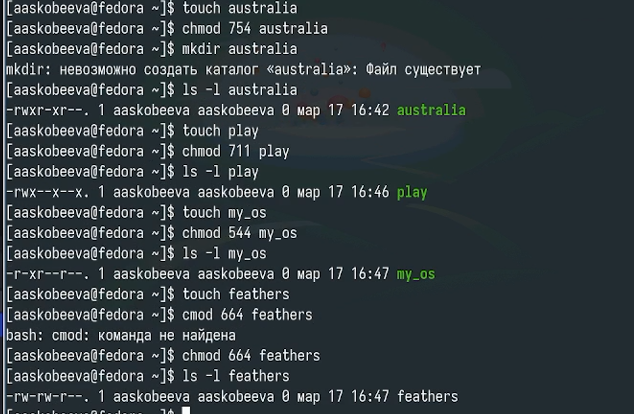 [aaskobeeva@fedora ~]$ touch australia
[aaskobeeva@fedora ~]$ chmod 754 australia
[aaskobeeva@fedora ~]$ mkdir australia
mkdir: невозможно создать каталог «australia»: Файл существует
[aaskobeeva@fedora ~]$ ls -l australia
-rwxr-xr--. 1 aaskobeeva aaskobeeva 0 мар 17 16:42 australia
[aaskobeeva@fedora ~]$ touch play
[aaskobeeva@fedora ~]$ chmod 711 play
[aaskobeeva@fedora ~]$ ls -l play
-rwx--x--x. 1 aaskobeeva aaskobeeva 0 мар 17 16:46 play
[aaskobeeva@fedora ~]$ touch my_os
[aaskobeeva@fedora ~]$ chmod 544 my_os
[aaskobeeva@fedora ~]$ ls -l my_os
-r-xr--r--. 1 aaskobeeva aaskobeeva 0 мар 17 16:47 my_os
[aaskobeeva@fedora ~]$ touch feathers
[aaskobeeva@fedora ~]$ cmod 664 feathers
bash: cmod: команда не найдена
[aaskobeeva@fedora ~]$ chmod 664 feathers
[aaskobeeva@fedora ~]$ ls -l feathers
-rw-rw-r--. 1 aaskobeeva aaskobeeva 0 мар 17 16:47 feathers
[aaskobeeva@fedora ~]$